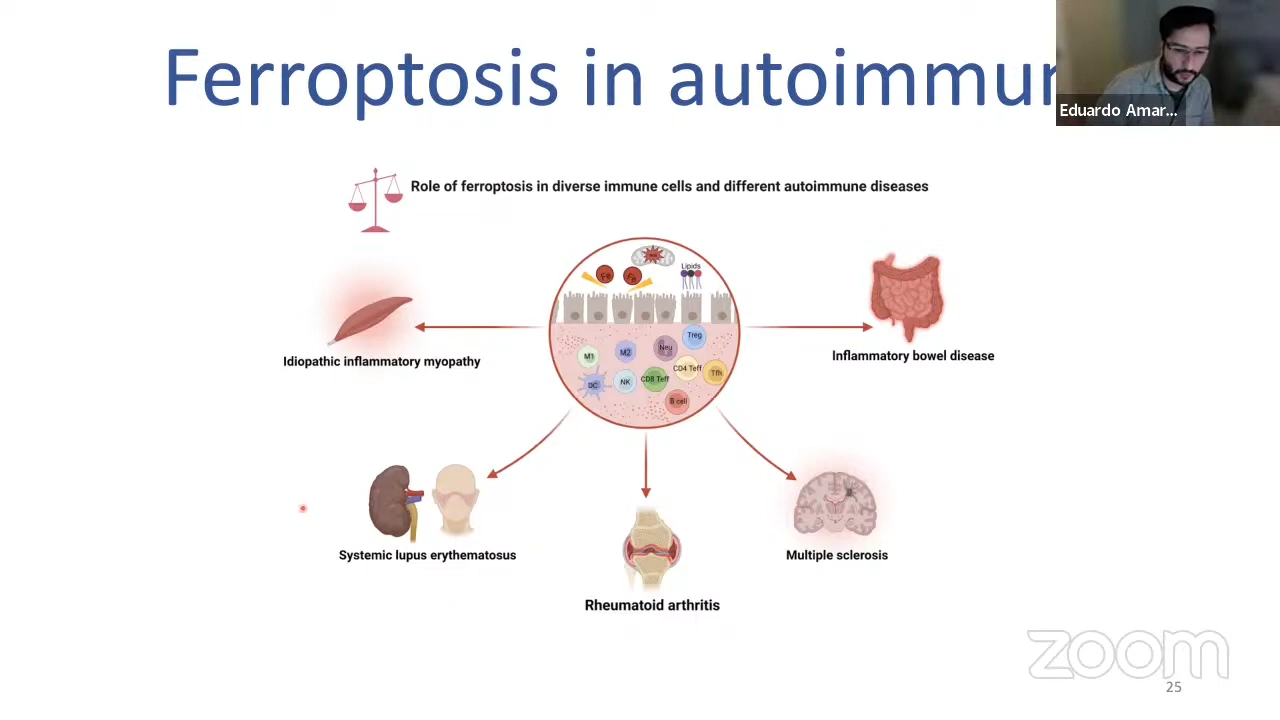 Ferroptosis in autoimmun
Eduardo Amar...
Role of ferroptosis in diverse immune cells and different autoimmune diseases
Lipids
Fe
Fe
Treg
M1
M2
Neu
CD4 Teff
DC
NK
CD8 Teff
Tfh
B cell
Idiopathic inflammatory myopathy
Inflammatory bowel disease
Systemic lupus erythematosus
Multiple sclerosis
Rheumatoid arthritis
zoom
25